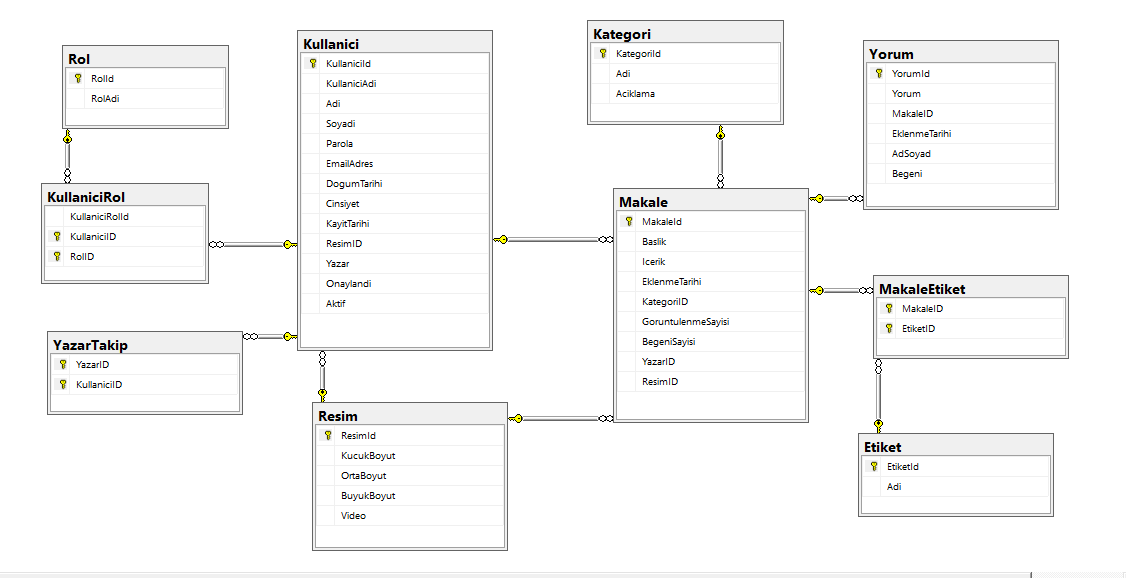 Rol
RolId
RolAdi
KullaniciRol
KullaniciRolId
KullaniciID
RolID
YazarTakip
YazarID
KullaniciID
Kullanici
KullaniciId
KullaniciAdi
Adi
Soyadi
Parola
EmailAdres
DogumTarihi
Cinsiyet
KayitTarihi
ResimID
Yazar
Onaylandi
Aktif
Resim
ResimId
KucukBoyut
OrtaBoyut
BuyukBoyut
Video
Kategori
KategoriId
Adi
Aciklama
Makale
MakaleId
Baslik
Icerik
EklenmeTarihi
KategoriID
GoruntulenmeSayisi
BegeniSayisi
YazarID
ResimID
Yorum
YorumId
Yorum
MakaleID
EklenmeTarihi
AdSoyad
Begeni
MakaleEtiket
MakaleID
EtiketID
Etiket
EtiketId
Adi